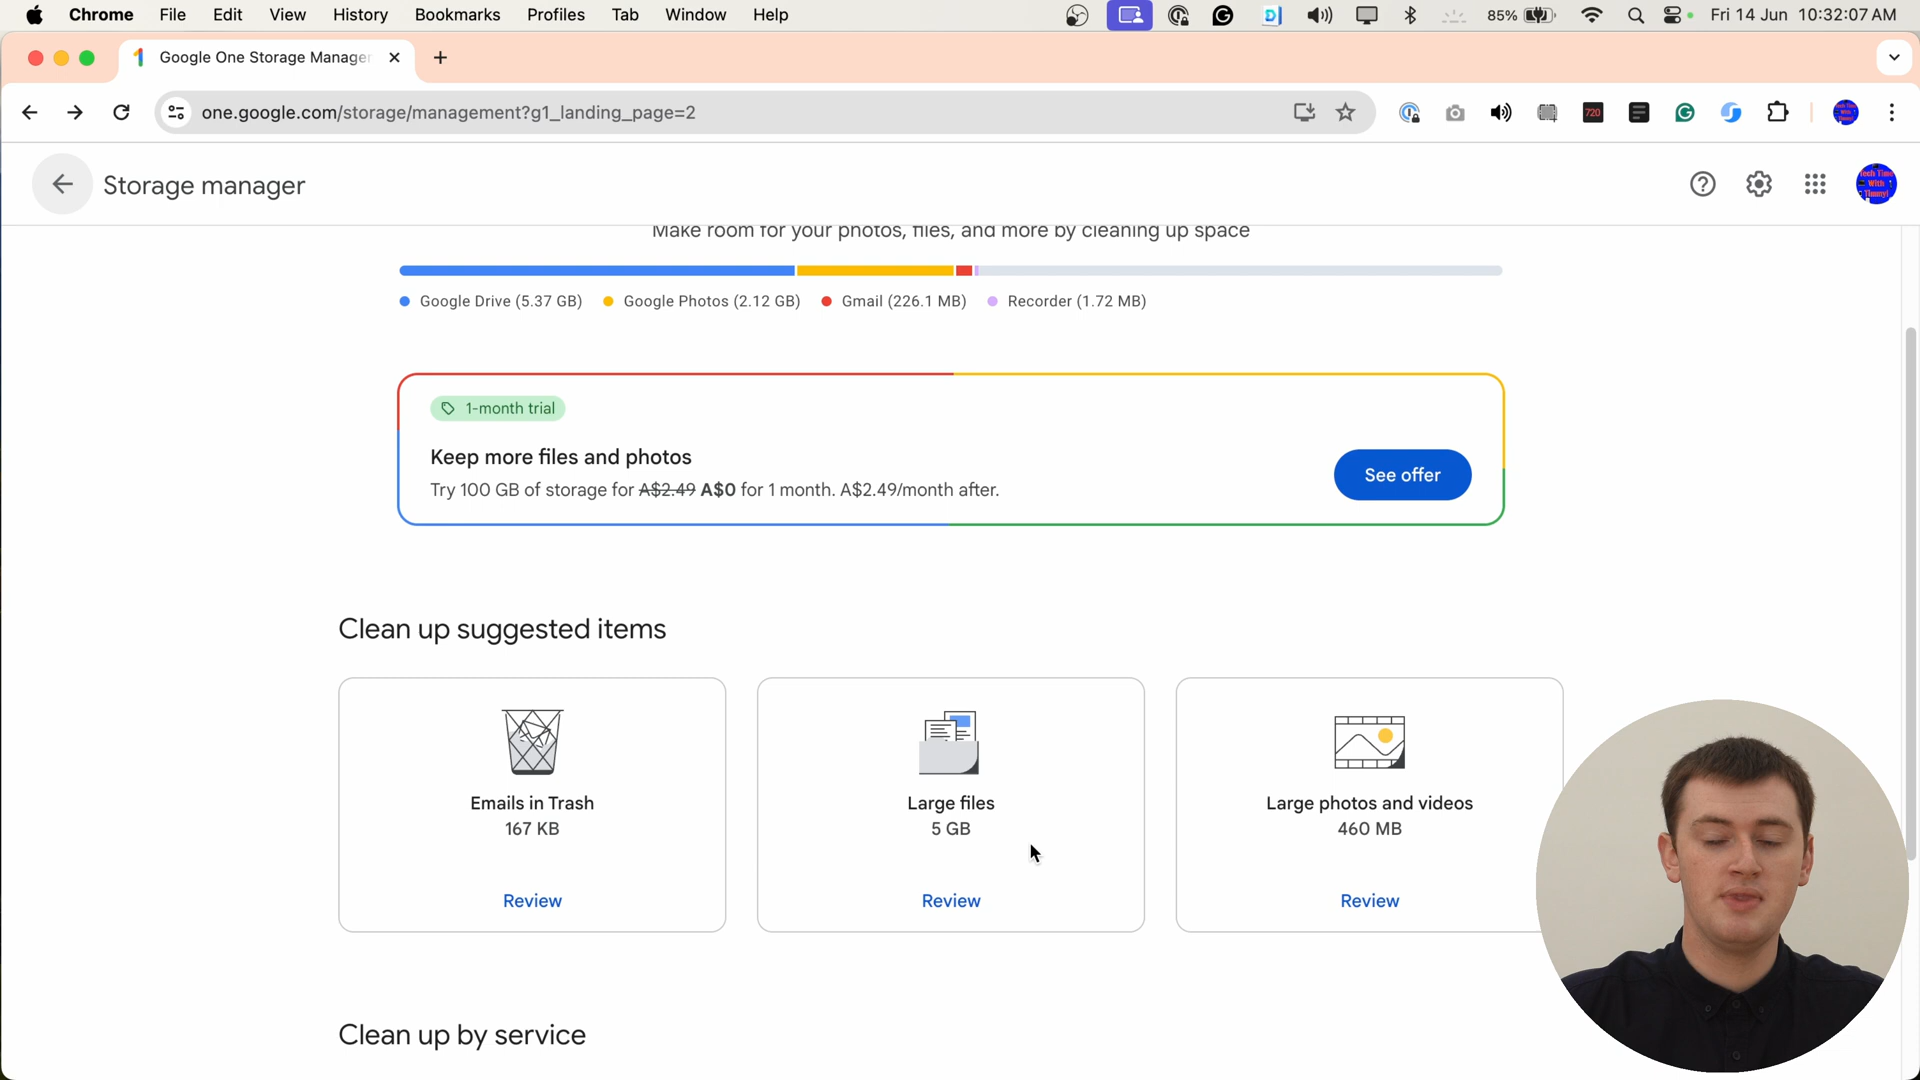 Chrome File Edit View History Bookmarks Profiles Tab Window Help 85% Fri 14 Jun 10:32:07 AM
Google One Storage Manager
one.google.com/storage/management?g1_landing_page=2
720
Storage manager
Tech Time
With
Timmy!
Make room for your photos, files, and more by cleaning up space
Google Drive (5.37 GB) Google Photos (2.12 GB) Gmail (226.1 MB) Recorder (1.72 MB)
1-month trial
Keep more files and photos
Try 100 GB of storage for A$2.49 A$0 for 1 month. A$2.49/month after.
See offer
Clean up suggested items
Emails in Trash
167 KB
Review
Large files
5 GB
Review
Large photos and videos
460 MB
Review
Clean up by service